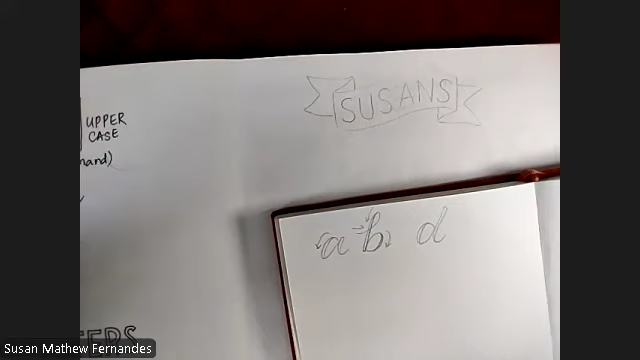 SUSANS
UPPER
CASE
hand)
a b d
Susan Mathew Fernandes